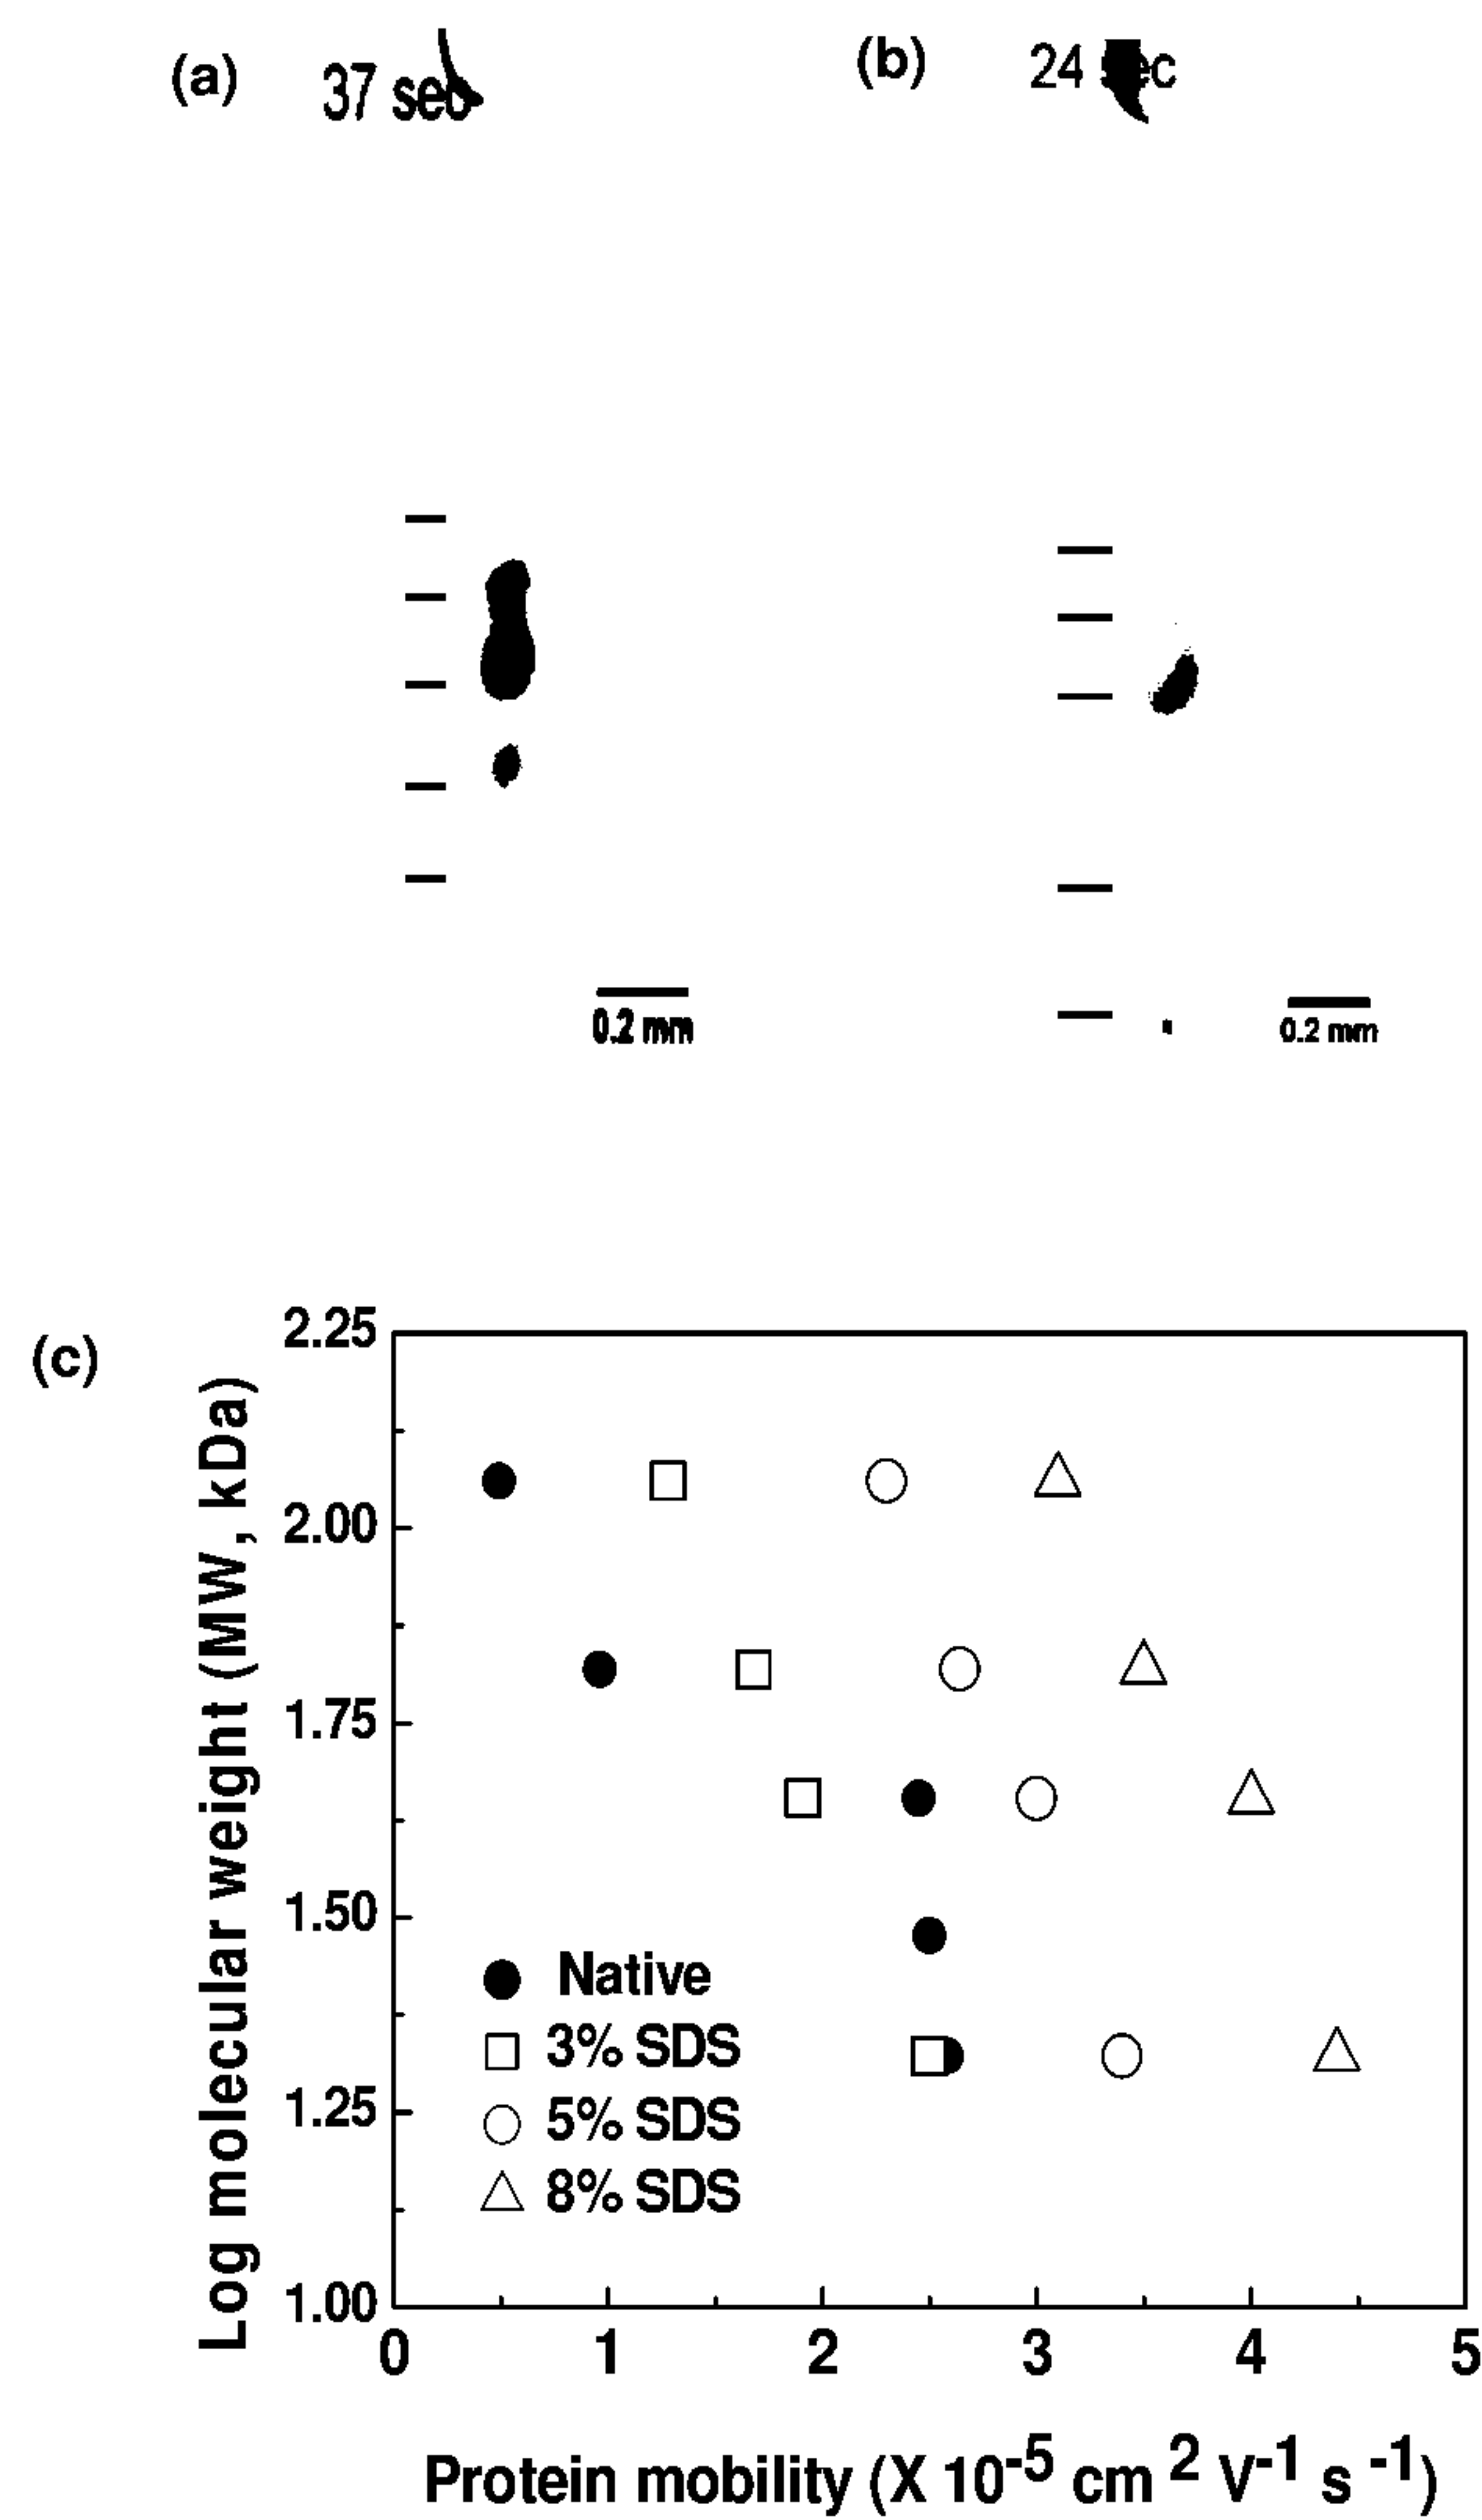 (a) 37 sec
(b) 24 sec
0.2 mm
0.2 mm
(c)
2.25
2.00
1.75
1.50
1.25
1.00
Log molecular weight (MW, kDa)
Native
3% SDS
5% SDS
8% SDS
0 1 2 3 4 5
Protein mobility (X 10-5 cm 2 V-1 s -1)